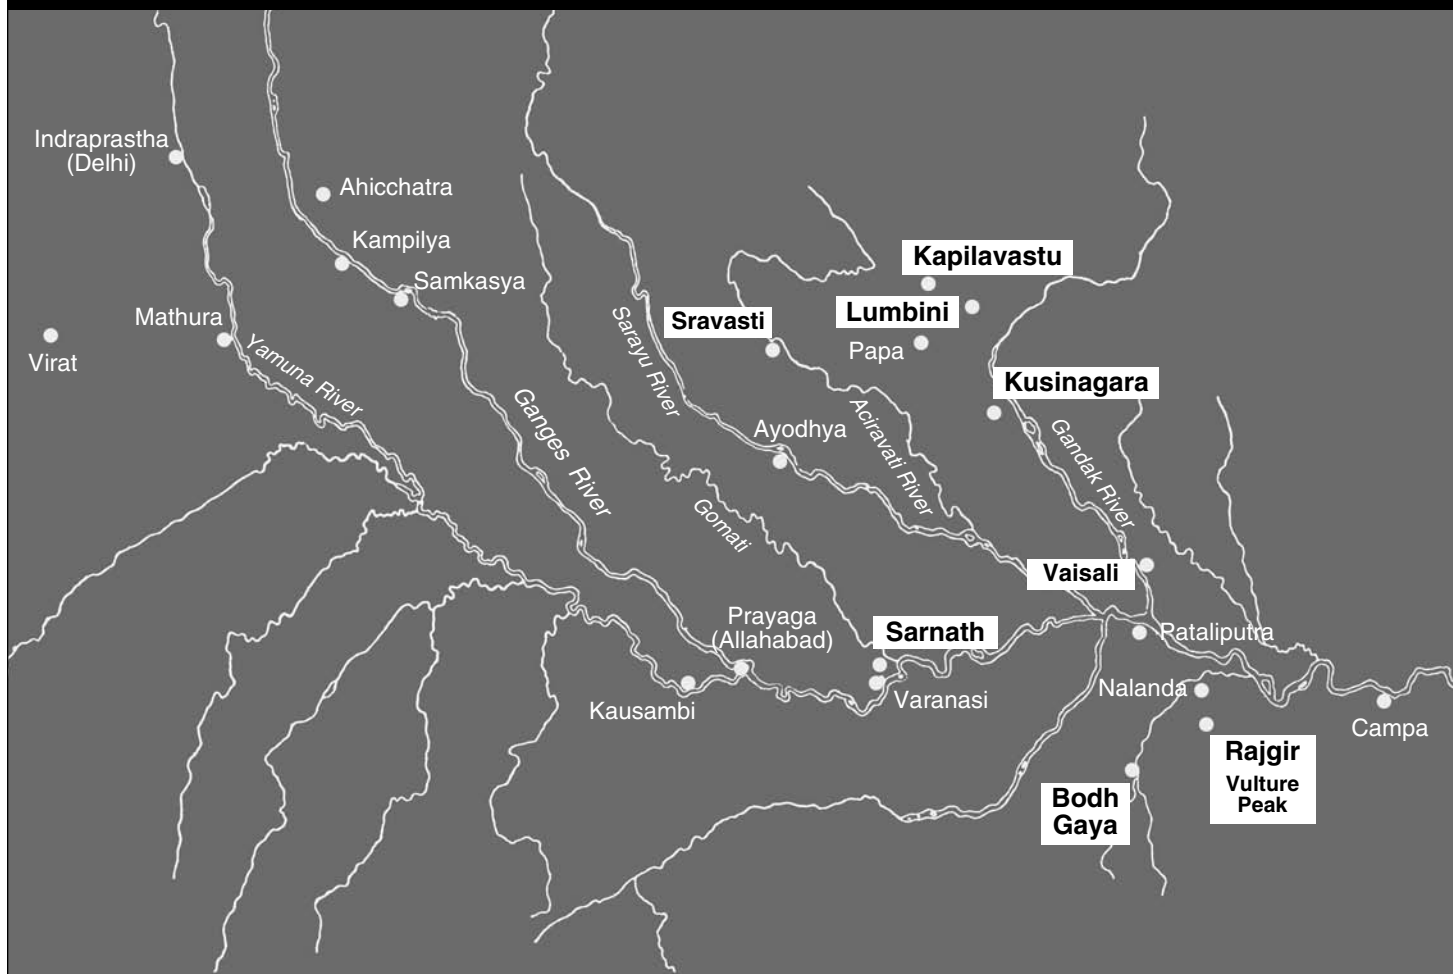 Indraprastha
(Delhi)
Ahicchatra
Kampilya
Samkasya
Mathura
Virat
Yamuna River
Ganges River
Sarayu River
Gomati
Sravasti
Kapilavastu
Lumbini
Papa
Kusinagara
Ayodhya
Aciravati River
Gandak River
Vaisali
Prayaga
(Allahabad)
Sarnath
Pataliputra
Kausambi
Varanasi
Nalanda
Campa
Rajgir
Vulture
Peak
Bodh
Gaya